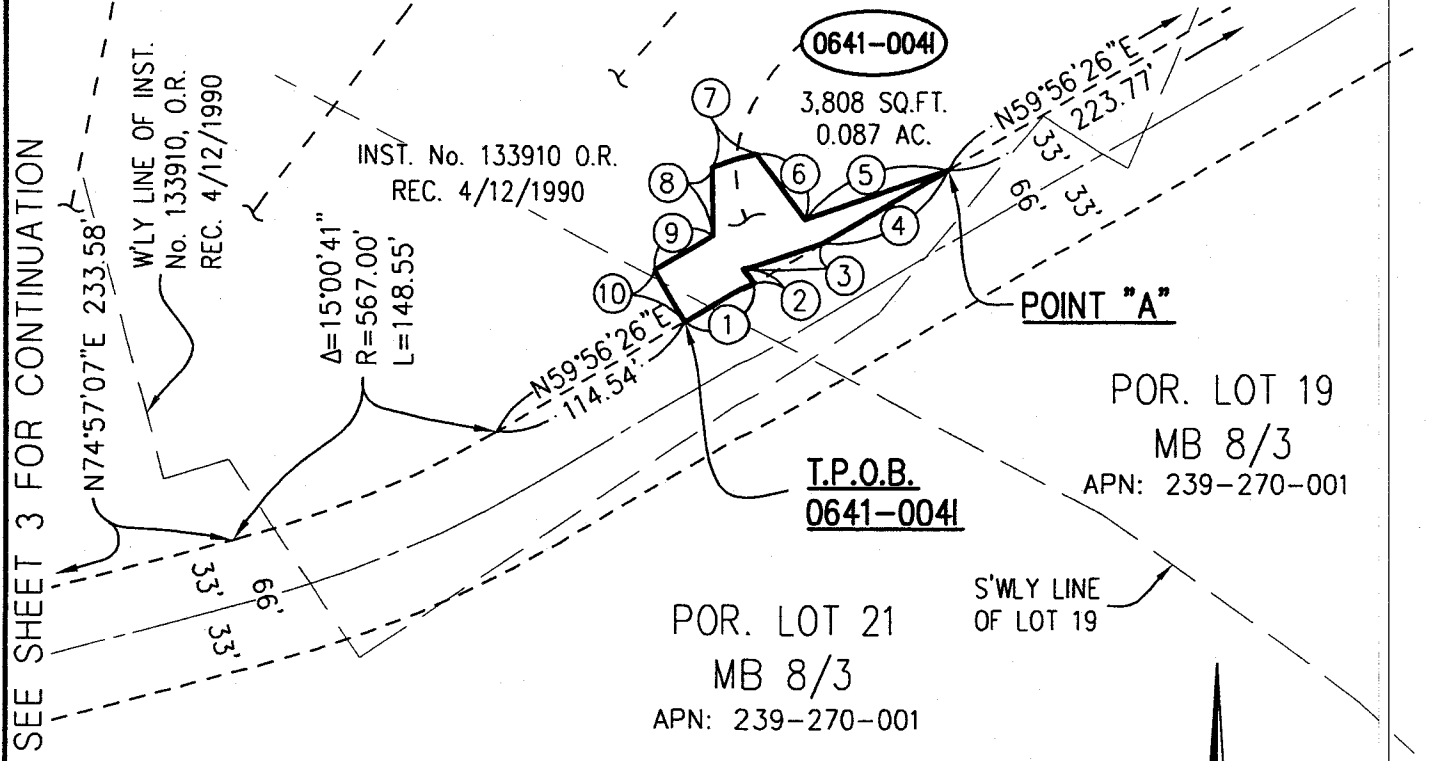 0641-004I
3,808 SQ.FT.
0.087 AC.
N59°56'26"E
223.77'
33'
66'
33'
W'LY LINE OF INST.
No. 133910, O.R.
REC. 4/12/1990
INST. No. 133910 O.R.
REC. 4/12/1990
7
8
6
5
9
4
10
3
2
1
SEE SHEET 3 FOR CONTINUATION
N74°57'07"E 233.58'
Δ=15°00'41"
R=567.00'
L=148.55'
N59°56'26"E
114.54'
POINT "A"
POR. LOT 19
MB 8/3
APN: 239-270-001
T.P.O.B.
0641-004I
33'
66'
33'
S'WLY LINE
OF LOT 19
POR. LOT 21
MB 8/3
APN: 239-270-001